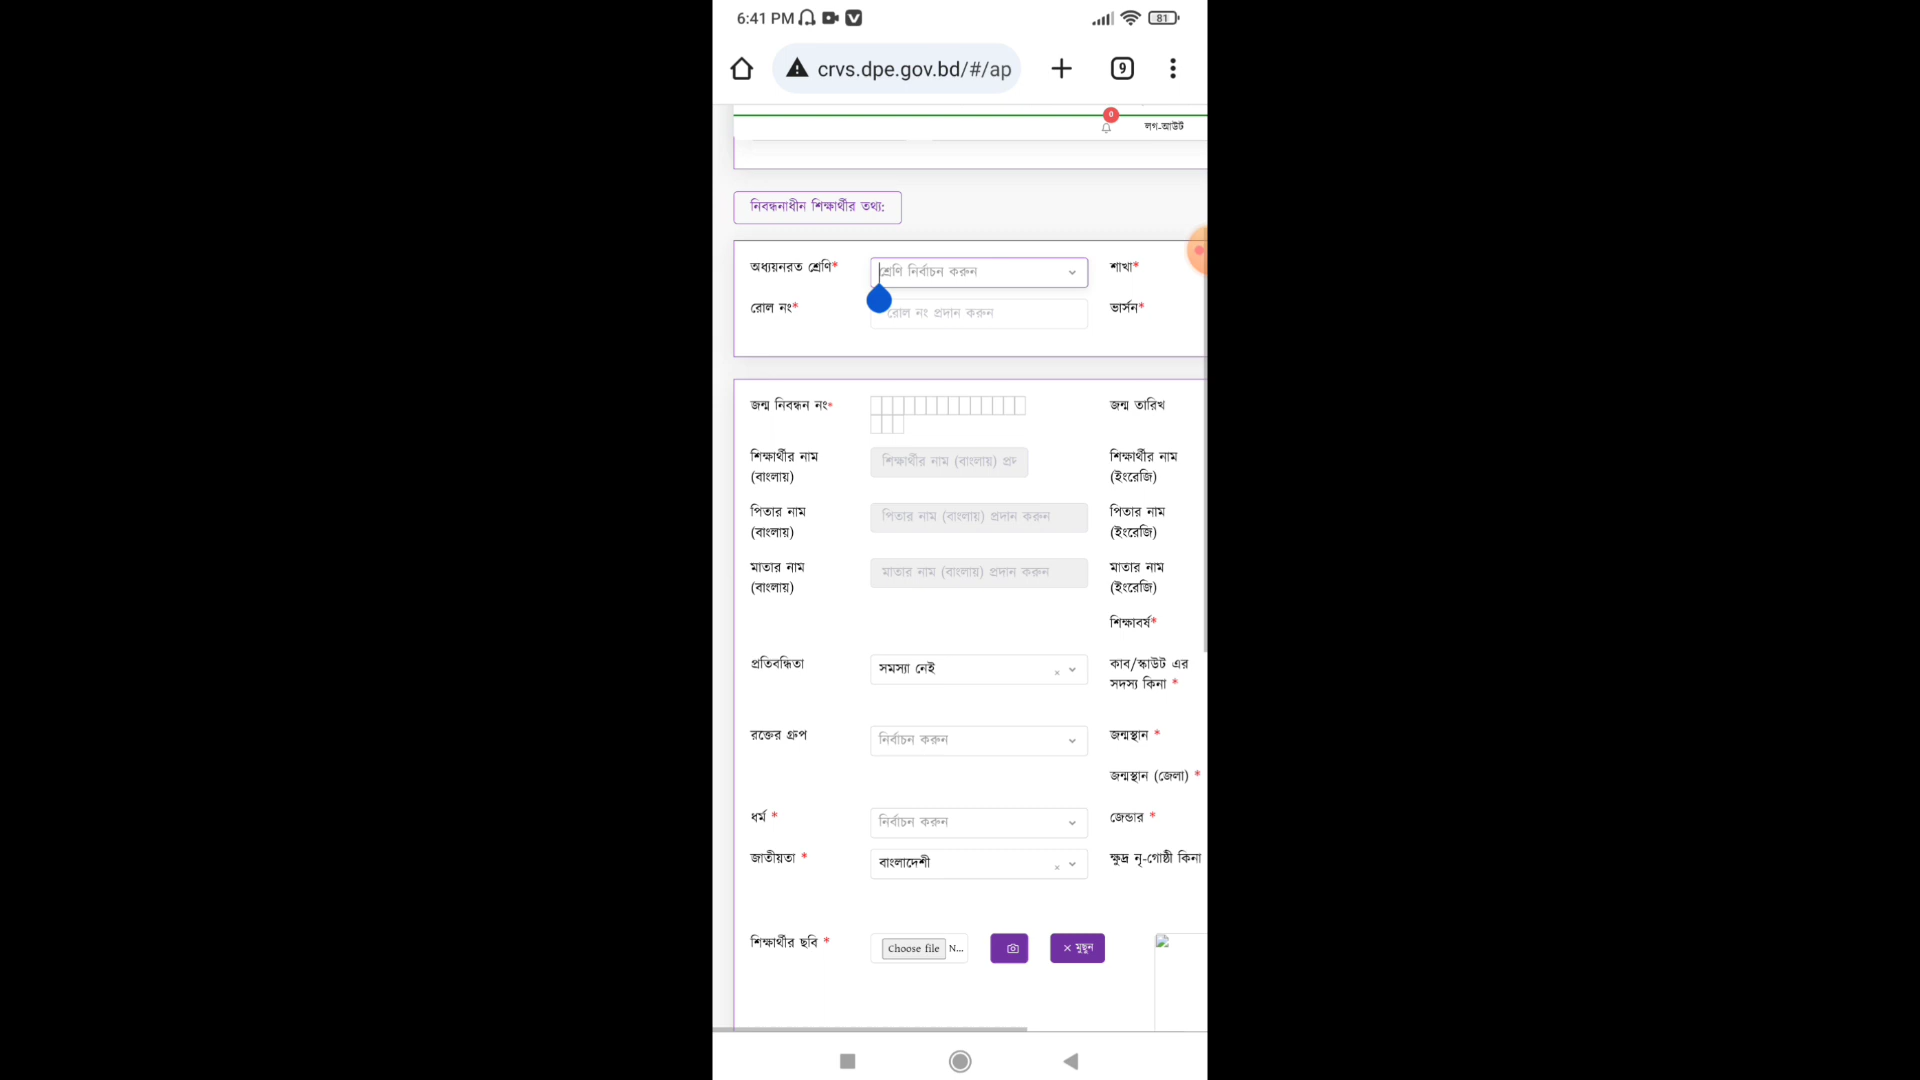 6:41 PM
81
crvs.dpe.gov.bd/#/ap
9
0
লগ-আউট
নিবন্ধনাধীন শিক্ষার্থীর তথ্য:
অধ্যয়নরত শ্রেণি*
শ্রেণি নির্বাচন করুন
শাখা*
রোল নং*
রোল নং প্রদান করুন
ভার্সন*
জন্ম নিবন্ধন নং*
জন্ম তারিখ
শিক্ষার্থীর নাম
(বাংলায়)
শিক্ষার্থীর নাম (বাংলায়)
শিক্ষার্থীর নাম
(ইংরেজি)
পিতার নাম
(বাংলায়)
পিতার নাম (বাংলায়) প্রদান করুন
পিতার নাম
(ইংরেজি)
মাতার নাম
(বাংলায়)
মাতার নাম (বাংলায়) প্রদান করুন
মাতার নাম
(ইংরেজি)
শিক্ষাবর্ষ*
প্রতিবন্ধিতা
সমস্যা নেই
কাব/স্কাউট এর
সদস্য কিনা *
রক্তের গ্রুপ
নির্বাচন করুন
জন্মস্থান *
জন্মস্থান (জেলা) *
ধর্ম *
নির্বাচন করুন
জেন্ডার *
জাতীয়তা *
বাংলাদেশী
ক্ষুদ্র নৃ-গোষ্ঠী কিনা
শিক্ষার্থীর ছবি *
Choose file N...
× মুছুন